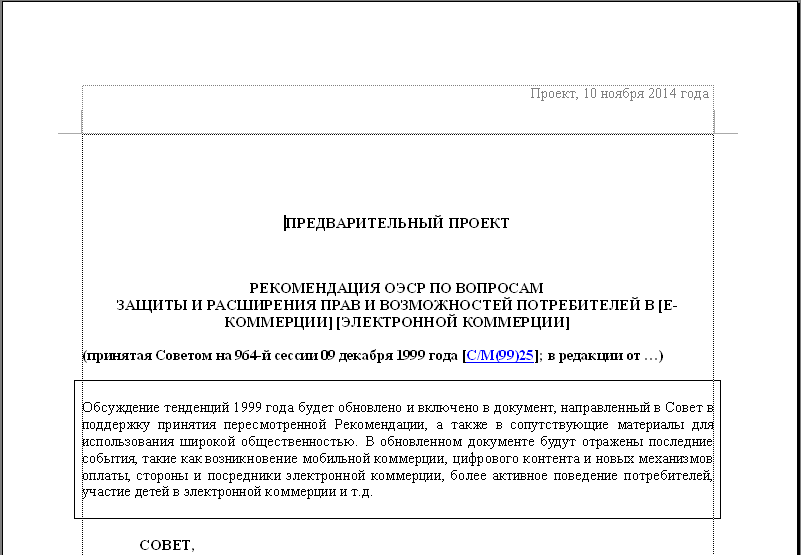 Проект, 10 ноября 2014 года
ПРЕДВАРИТЕЛЬНЫЙ ПРОЕКТ
РЕКОМЕНДАЦИЯ ОЭСР ПО ВОПРОСАМ
ЗАЩИТЫ И РАСШИРЕНИЯ ПРАВ И ВОЗМОЖНОСТЕЙ ПОТРЕБИТЕЛЕЙ В [Е-
КОММЕРЦИИ] [ЭЛЕКТРОННОЙ КОММЕРЦИИ]
(принятая Советом на 964-й сессии 09 декабря 1999 года [C/M(99)25]; в редакции от …)
Обсуждение тенденций 1999 года будет обновлено и включено в документ, направленный в Совет в
поддержку принятия пересмотренной Рекомендации, а также в сопутствующие материалы для
использования широкой общественностью. В обновленном документе будут отражены последние
события, такие как возникновение мобильной коммерции, цифрового контента и новых механизмов
оплаты, стороны и посредники электронной коммерции, более активное поведение потребителей,
участие детей в электронной коммерции и т.д.
СОВЕТ,